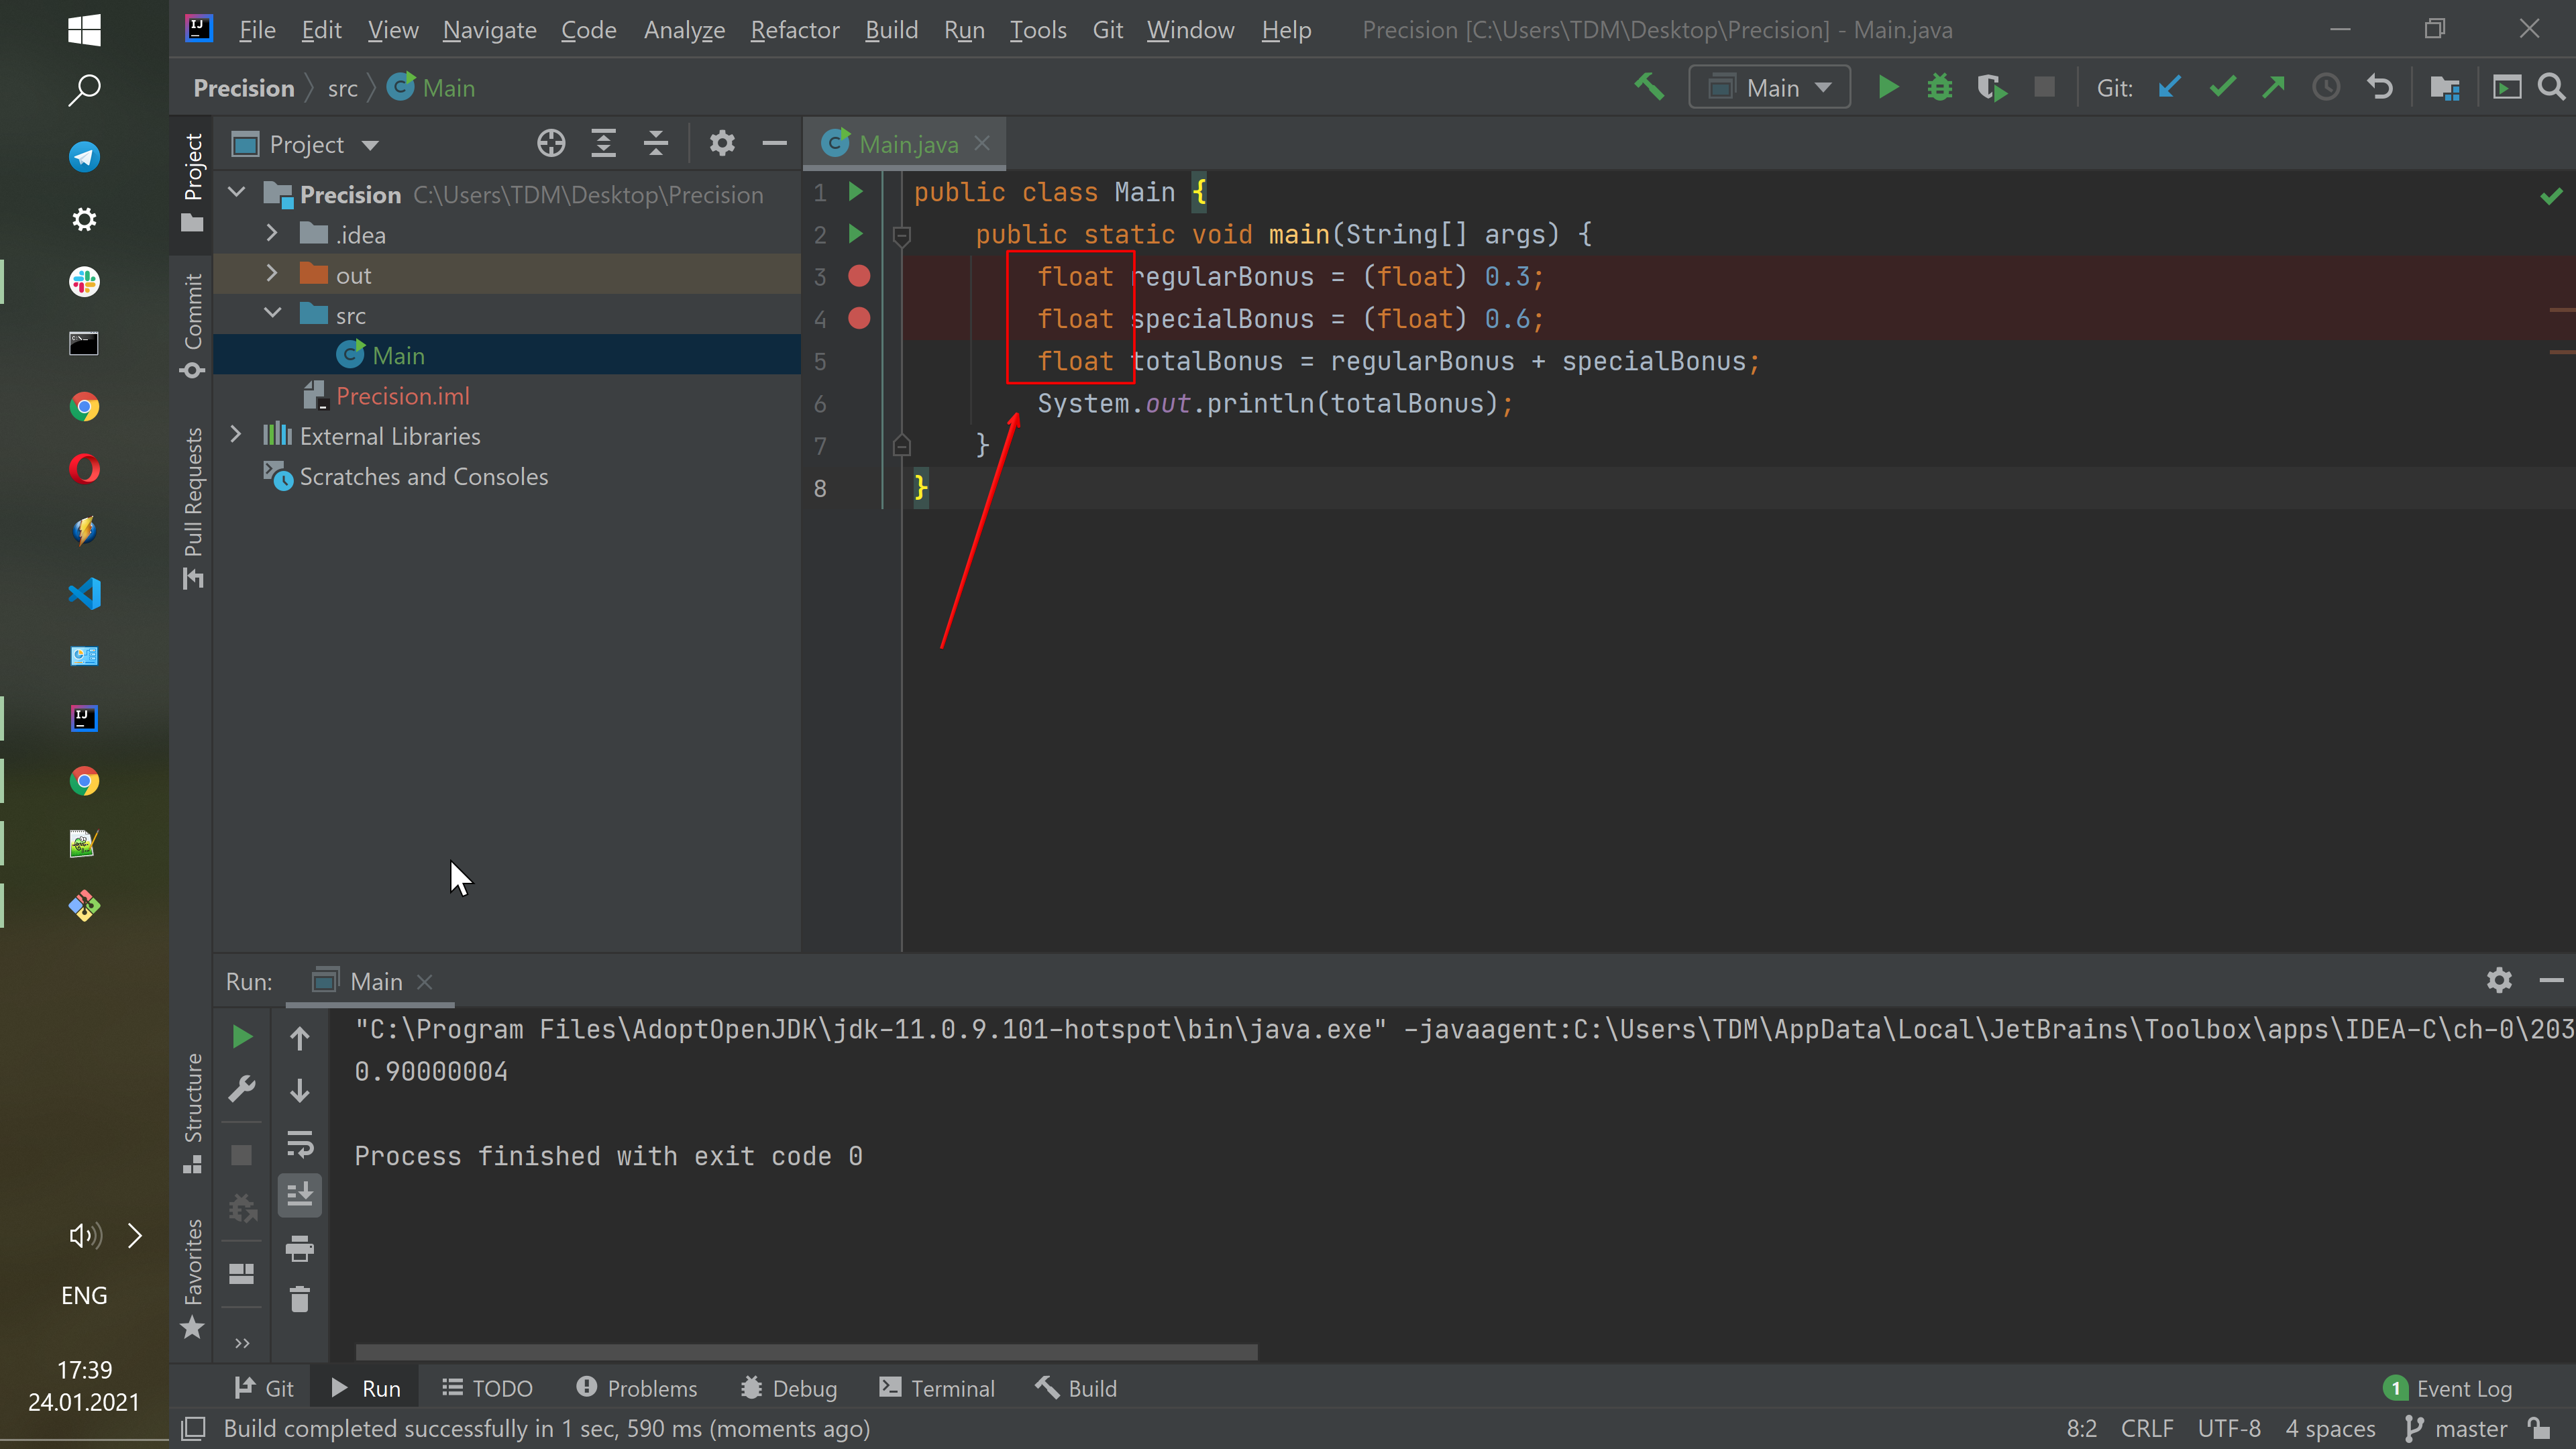 File Edit View Navigate Code Analyze Refactor Build Run Tools Git Window Help Precision [C:\Users\TDM\Desktop\Precision] - Main.java
Precision src Main
Main Git:
Project
Main.java
Project
Commit
Pull Requests
Precision C:\Users\TDM\Desktop\Precision
.idea
out
src
Main
Precision.iml
External Libraries
Scratches and Consoles
1 public class Main {
2 public static void main(String[] args) {
3 float regularBonus = (float) 0.3;
4 float specialBonus = (float) 0.6;
5 float totalBonus = regularBonus + specialBonus;
6 System.out.println(totalBonus);
7 }
8 }
Run: Main
"C:\Program Files\AdoptOpenJDK\jdk-11.0.9.101-hotspot\bin\java.exe" -javaagent:C:\Users\TDM\AppData\Local\JetBrains\Toolbox\apps\IDEA-C\ch-0\203
0.90000004
Process finished with exit code 0
Structure
Favorites
Git Run TODO Problems Debug Terminal Build 1 Event Log
Build completed successfully in 1 sec, 590 ms (moments ago) 8:2 CRLF UTF-8 4 spaces master
ENG
17:39
24.01.2021